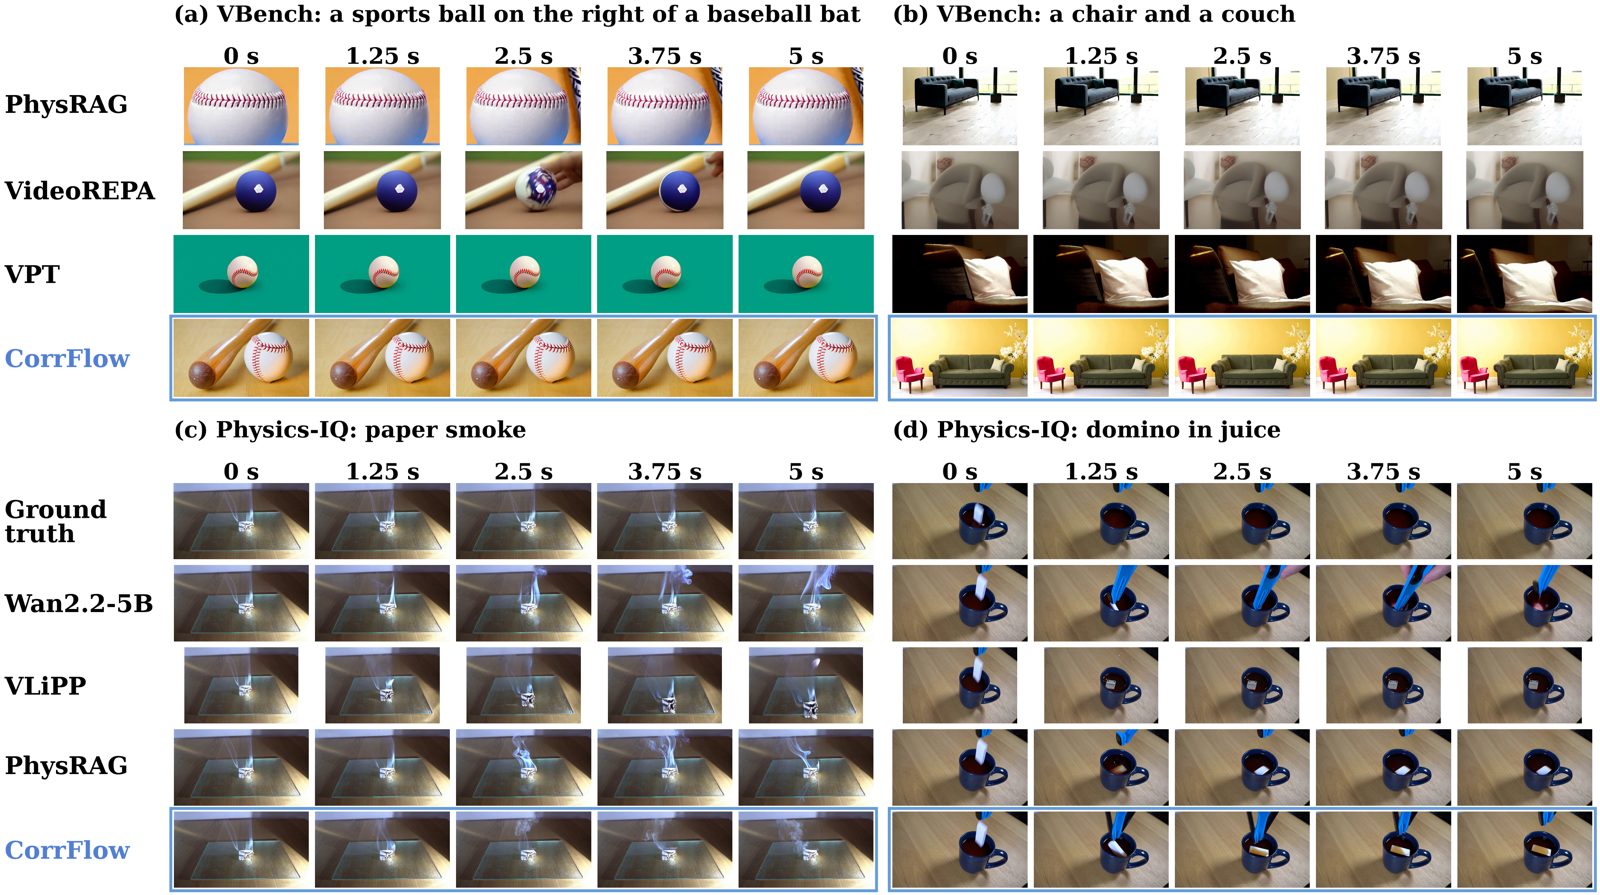 (a) VBench: a sports ball on the right of a baseball bat
0 s 1.25 s 2.5 s 3.75 s 5 s
PhysRAG
VideoREPA
VPT
CorrFlow
(b) VBench: a chair and a couch
0 s 1.25 s 2.5 s 3.75 s 5 s
(c) Physics-IQ: paper smoke
0 s 1.25 s 2.5 s 3.75 s 5 s
Ground
truth
Wan2.2-5B
VLiPP
PhysRAG
CorrFlow
(d) Physics-IQ: domino in juice
0 s 1.25 s 2.5 s 3.75 s 5 s